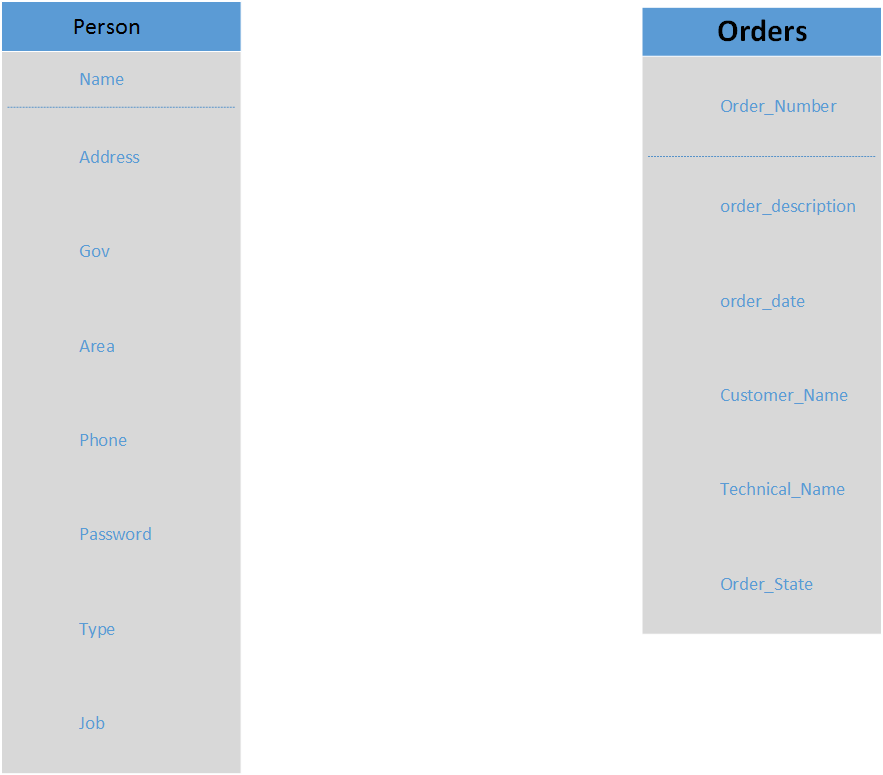 Person
Name
Address
Gov
Area
Phone
Password
Type
Job
Orders
Order_Number
order_description
order_date
Customer_Name
Technical_Name
Order_State